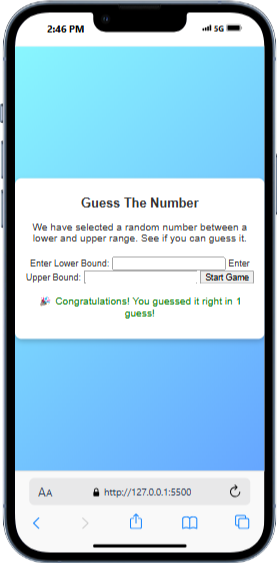 2:46 PM 5G
Guess The Number
We have selected a random number between a
lower and upper range. See if you can guess it.
Enter Lower Bound: Enter
Upper Bound: Start Game
🎉 Congratulations! You guessed it right in 1
guess!
AA http://127.0.0.1:5500